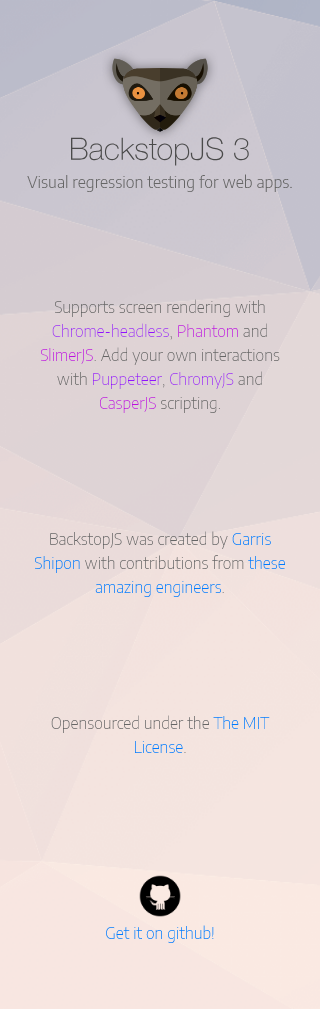 BackstopJS 3
Visual regression testing for web apps.
Supports screen rendering with
Chrome-headless, Phantom and
SlimerJS. Add your own interactions
with Puppeteer, ChromyJS and
CasperJS scripting.
BackstopJS was created by Garris
Shipon with contributions from these
amazing engineers.
Opensourced under the The MIT
License.
Get it on github!